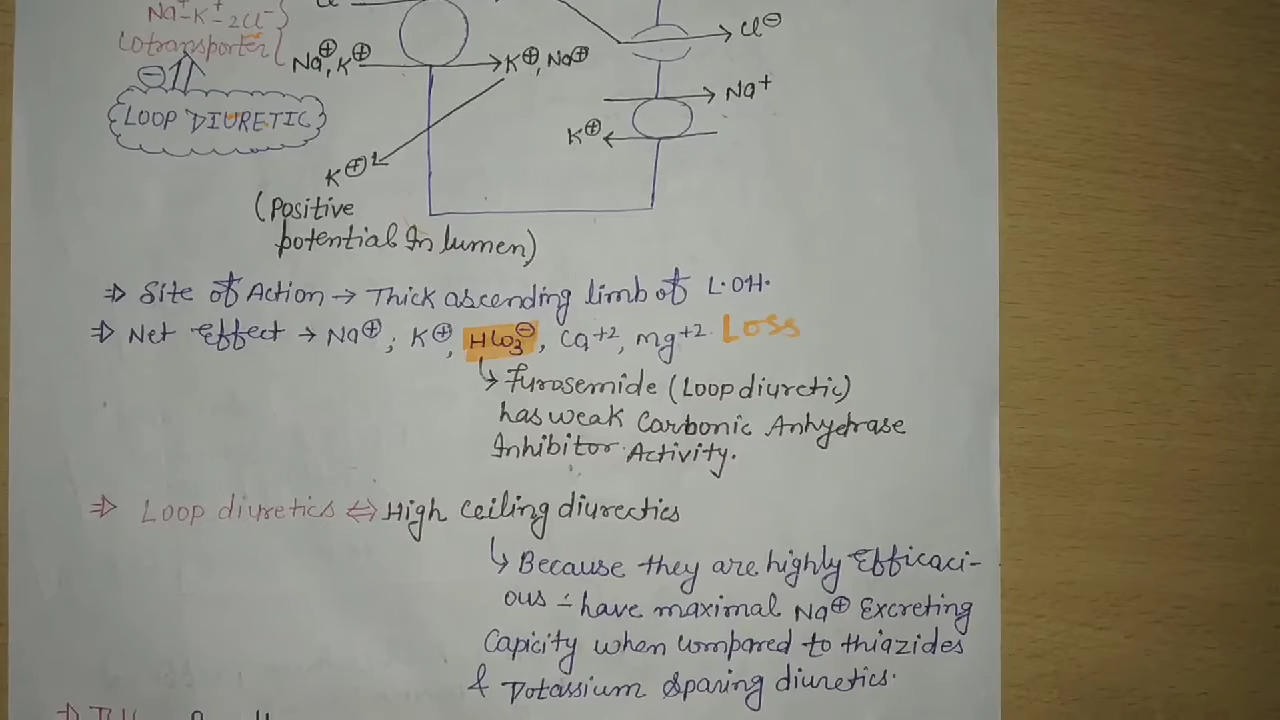 Na⁺-K⁺-2Cl⁻
Cotransporter
Cl⊖
Na⊕, K⊕
K⊕, Na⊕
Na⁺
⊖
LOOP DIURETIC
K⊕
K⊕
(Positive
potential In lumen)
⇒ Site of Action → Thick ascending limb of L.OH.
⇒ Net Effect → Na⊕, K⊕, HCO₃⊖, Ca⁺², mg⁺² LOSS
↳ Furosemide (Loop diuretic)
has weak Carbonic Anhydrase
Inhibitor Activity.
⇒ Loop diuretics ⇔ High Ceiling diurectics
↳ Because they are highly Efficaci-
ous ÷ have maximal Na⊕ Excreting
Capicity when compared to thiazides
& Potassium Sparing diuretics.